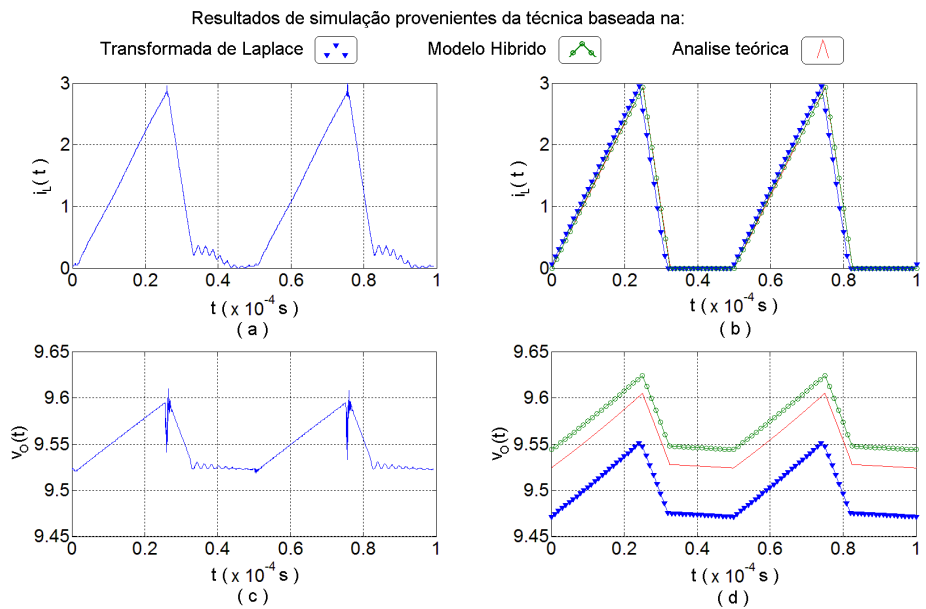 Resultados de simulação provenientes da técnica baseada na:
Transformada de Laplace
Modelo Hibrido
Analise teórica
3
2
1
0
i_L(t)
0 0.2 0.4 0.6 0.8 1
t ( x 10^-4 s )
( a )
3
2
1
0
i_L(t)
0 0.2 0.4 0.6 0.8 1
t ( x 10^-4 s )
( b )
9.65
9.6
9.55
9.5
9.45
v_O(t)
0 0.2 0.4 0.6 0.8 1
t ( x 10^-4 s )
( c )
9.65
9.6
9.55
9.5
9.45
v_O(t)
0 0.2 0.4 0.6 0.8 1
t ( x 10^-4 s )
( d )